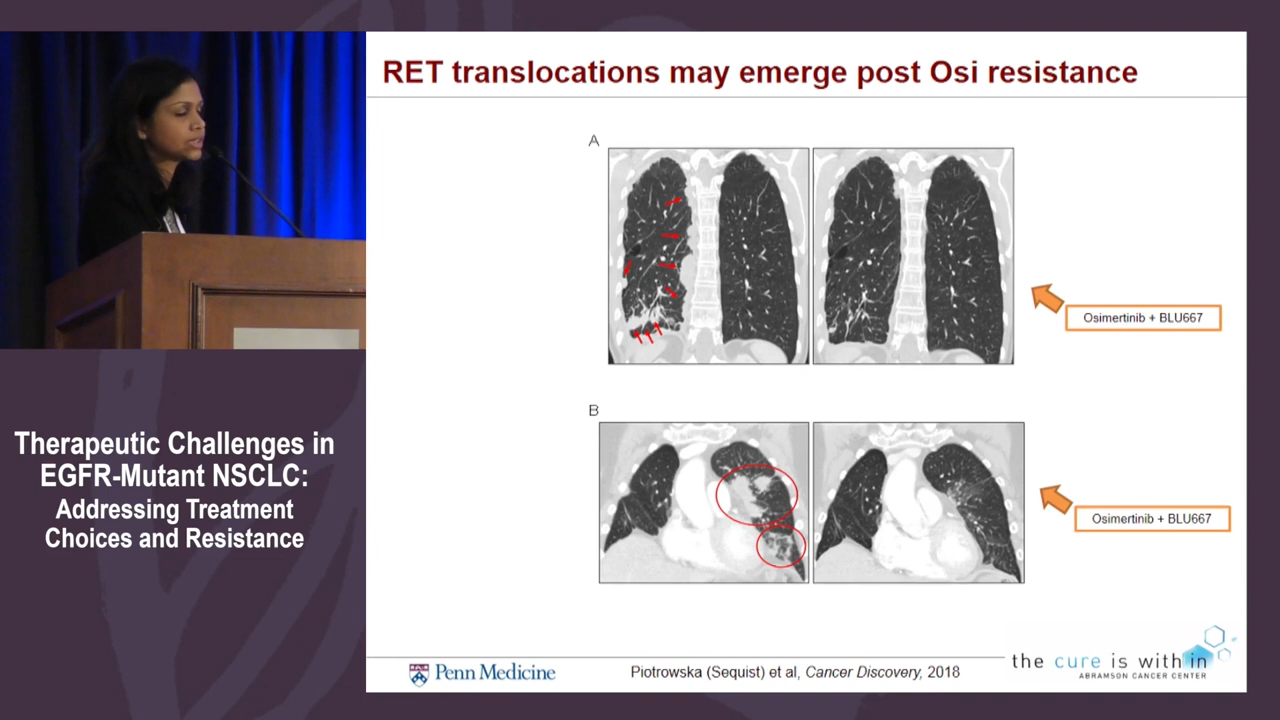 RET translocations may emerge post Osi resistance
A
Osimertinib + BLU667
B
Osimertinib + BLU667
Therapeutic Challenges in
EGFR-Mutant NSCLC:
Addressing Treatment
Choices and Resistance
Penn Medicine
Piotrowska (Sequist) et al, Cancer Discovery, 2018
the cure is with in
ABRAMSON CANCER CENTER